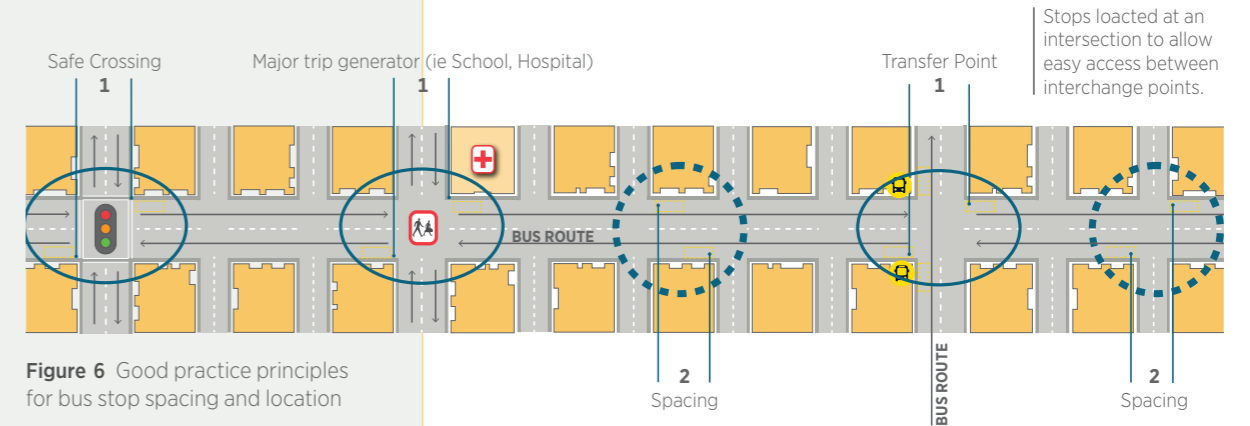 Safe Crossing
1
Major trip generator (ie School, Hospital)
1
Transfer Point
1
Stops loacted at an
intersection to allow
easy access between
interchange points.
BUS ROUTE
BUS ROUTE
2
Spacing
2
Spacing
Figure 6 Good practice principles
for bus stop spacing and location